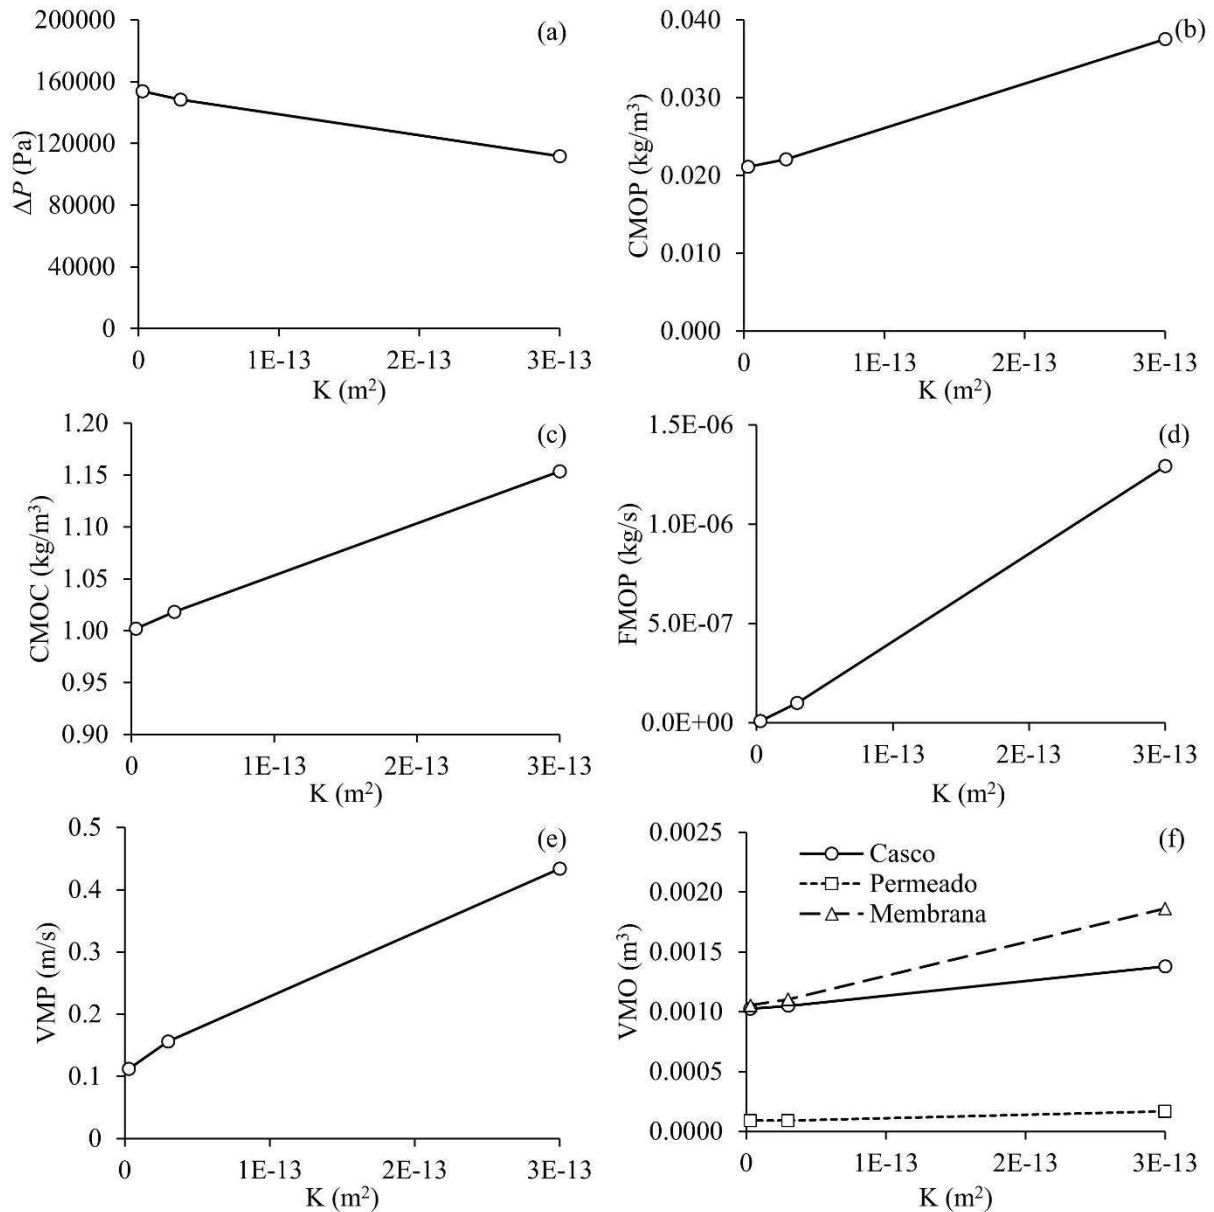 (a)
200000
160000
120000
80000
40000
0
ΔP (Pa)
0 1E-13 2E-13 3E-13
K (m²)
(b)
0.040
0.030
0.020
0.010
0.000
CMOP (kg/m³)
0 1E-13 2E-13 3E-13
K (m²)
(c)
1.20
1.15
1.10
1.05
1.00
0.95
0.90
CMOC (kg/m³)
0 1E-13 2E-13 3E-13
K (m²)
(d)
1.5E-06
1.0E-06
5.0E-07
0.0E+00
FMOP (kg/s)
0 1E-13 2E-13 3E-13
K (m²)
(e)
0.5
0.4
0.3
0.2
0.1
0
VMP (m/s)
0 1E-13 2E-13 3E-13
K (m²)
(f)
0.0025
0.0020
0.0015
0.0010
0.0005
0.0000
VMO (m³)
Casco
Permeado
Membrana
0 1E-13 2E-13 3E-13
K (m²)